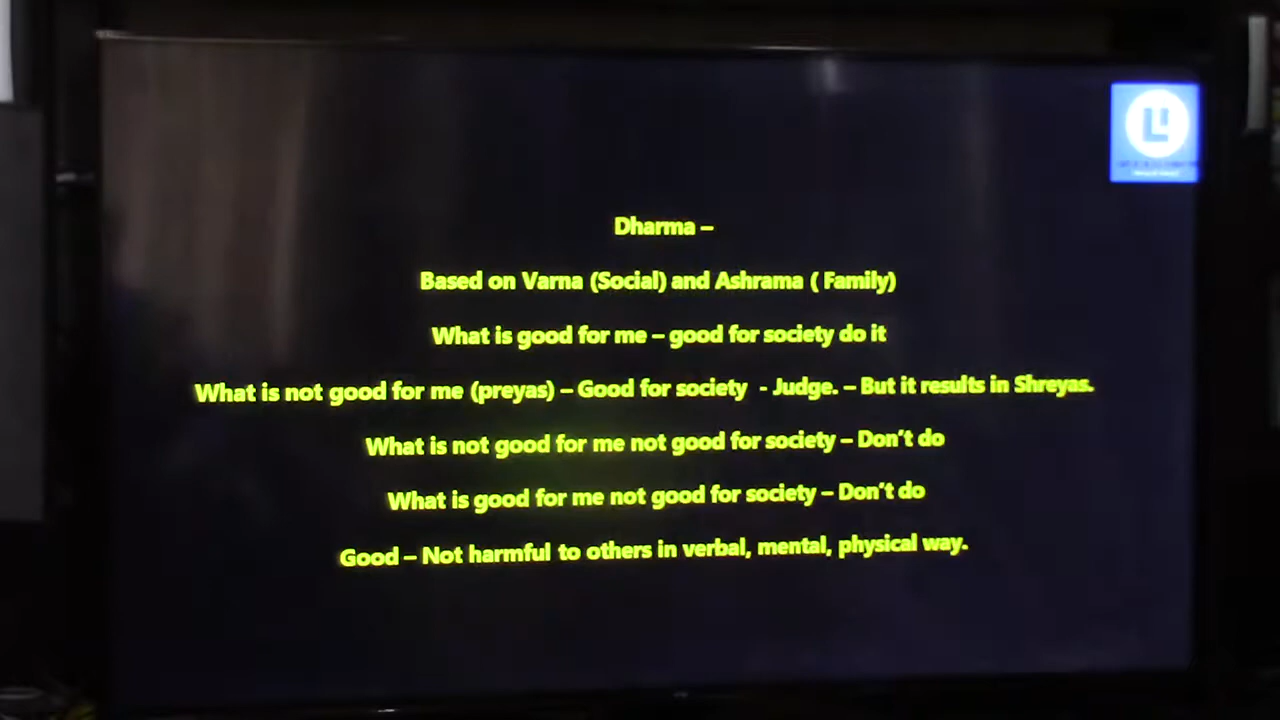 Dharma –
Based on Varna (Social) and Ashrama ( Family)
What is good for me – good for society do it
What is not good for me (preyas) – Good for society - Judge. – But it results in Shreyas.
What is not good for me not good for society – Don't do
What is good for me not good for society – Don't do
Good – Not harmful to others in verbal, mental, physical way.